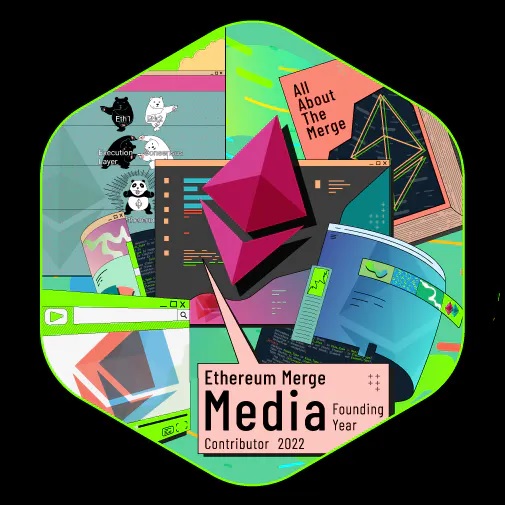 All
About
The
Merge
Eth1
Execution
Layer
Ethereum Merge
Media
Founding
Year
Contributor 2022